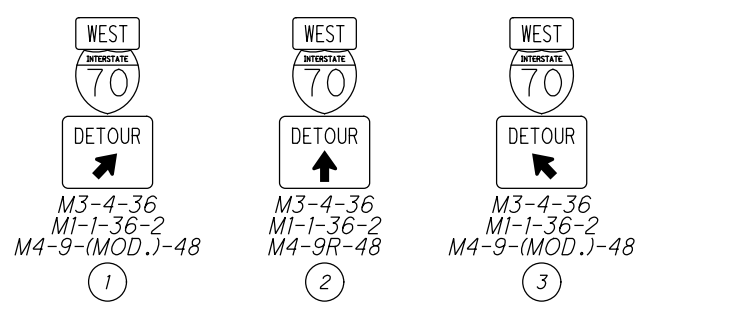 WEST
INTERSTATE
70
DETOUR
M3-4-36
M1-1-36-2
M4-9-(MOD.)-48
1
WEST
INTERSTATE
70
DETOUR
M3-4-36
M1-1-36-2
M4-9R-48
2
WEST
INTERSTATE
70
DETOUR
M3-4-36
M1-1-36-2
M4-9-(MOD.)-48
3